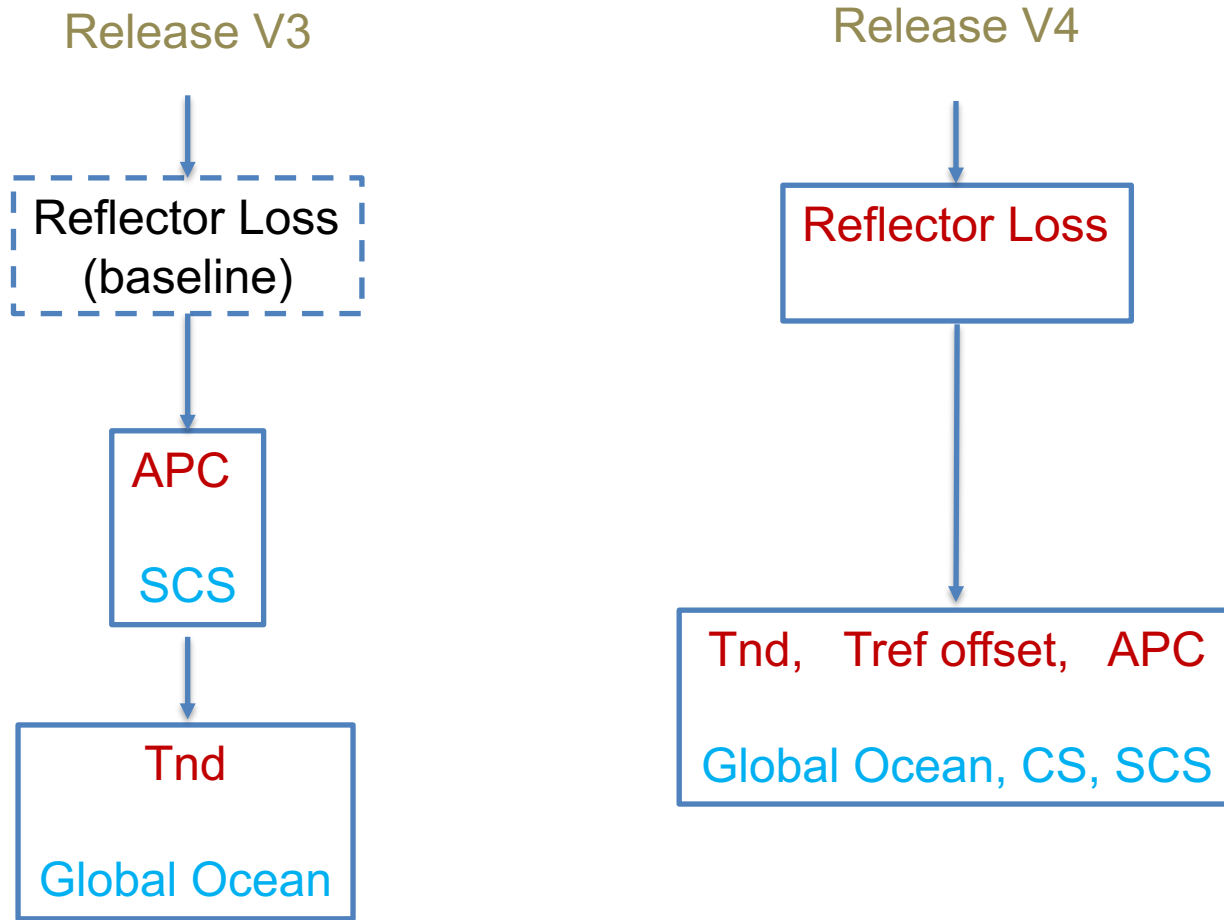 Release V3
Reflector Loss
(baseline)
APC
SCS
Tnd
Global Ocean
Release V4
Reflector Loss
Tnd, Tref offset, APC
Global Ocean, CS, SCS